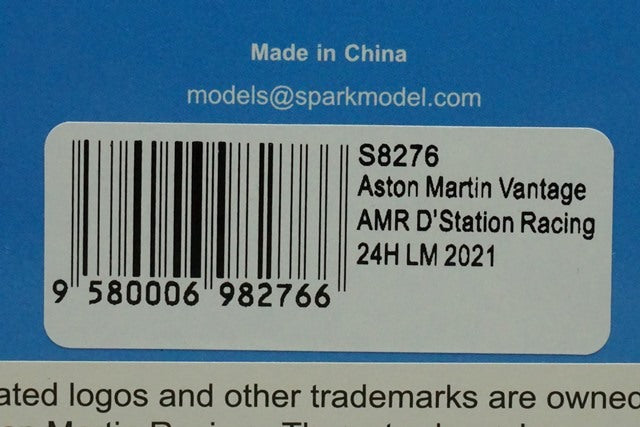 Made in China
models@sparkmodel.com
S8276
Aston Martin Vantage
AMR D'Station Racing
24H LM 2021
9 580006 982766
ated logos and other trademarks are owned
Martin